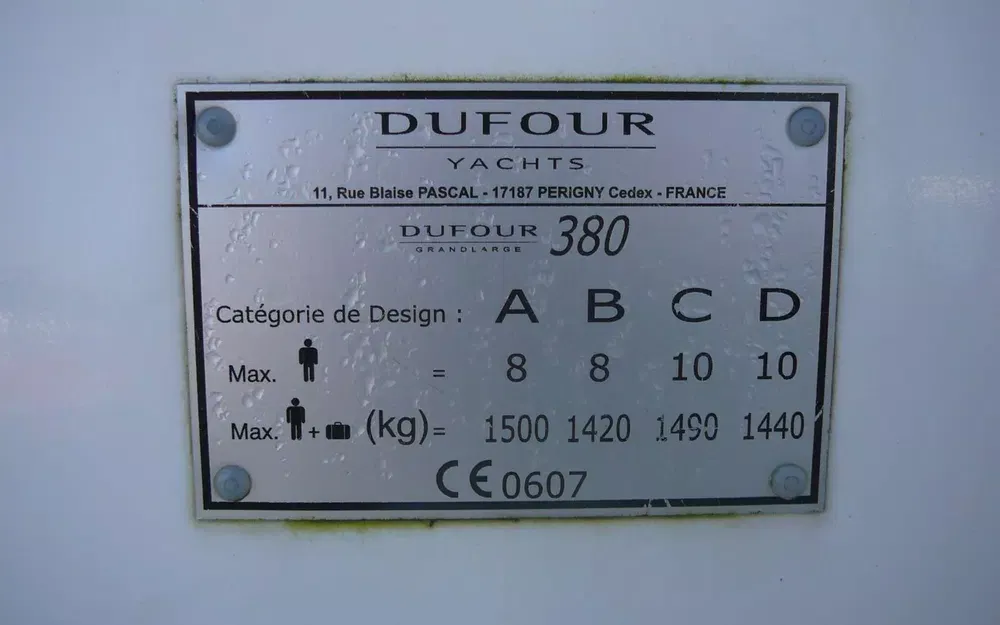 DUFOUR
YACHTS
11, Rue Blaise PASCAL - 17187 PERIGNY Cedex - FRANCE
DUFOUR 380
GRANDLARGE
Catégorie de Design : A B C D
Max. = 8 8 10 10
Max. + (kg) = 1500 1420 1490 1440
CE 0607